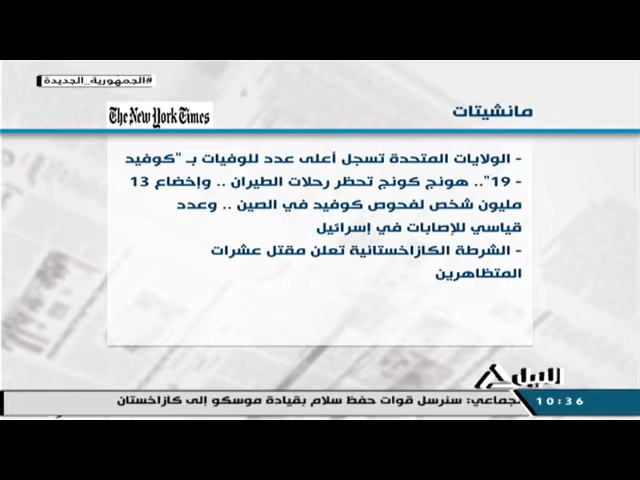 #الجمهورية_الجديدة
The New York Times
مانشيتات
- الولايات المتحدة تسجل أعلى عدد للوفيات بـ "كوفيد
- 19".. هونج كونج تحظر رحلات الطيران .. وإخضاع 13
مليون شخص لفحوص كوفيد في الصين .. وعدد
قياسي للإصابات في إسرائيل
- الشرطة الكازاخستانية تعلن مقتل عشرات
المتظاهرين
لجماعي: سنرسل قوات حفظ سلام بقيادة موسكو إلى كازاخستان
10:36